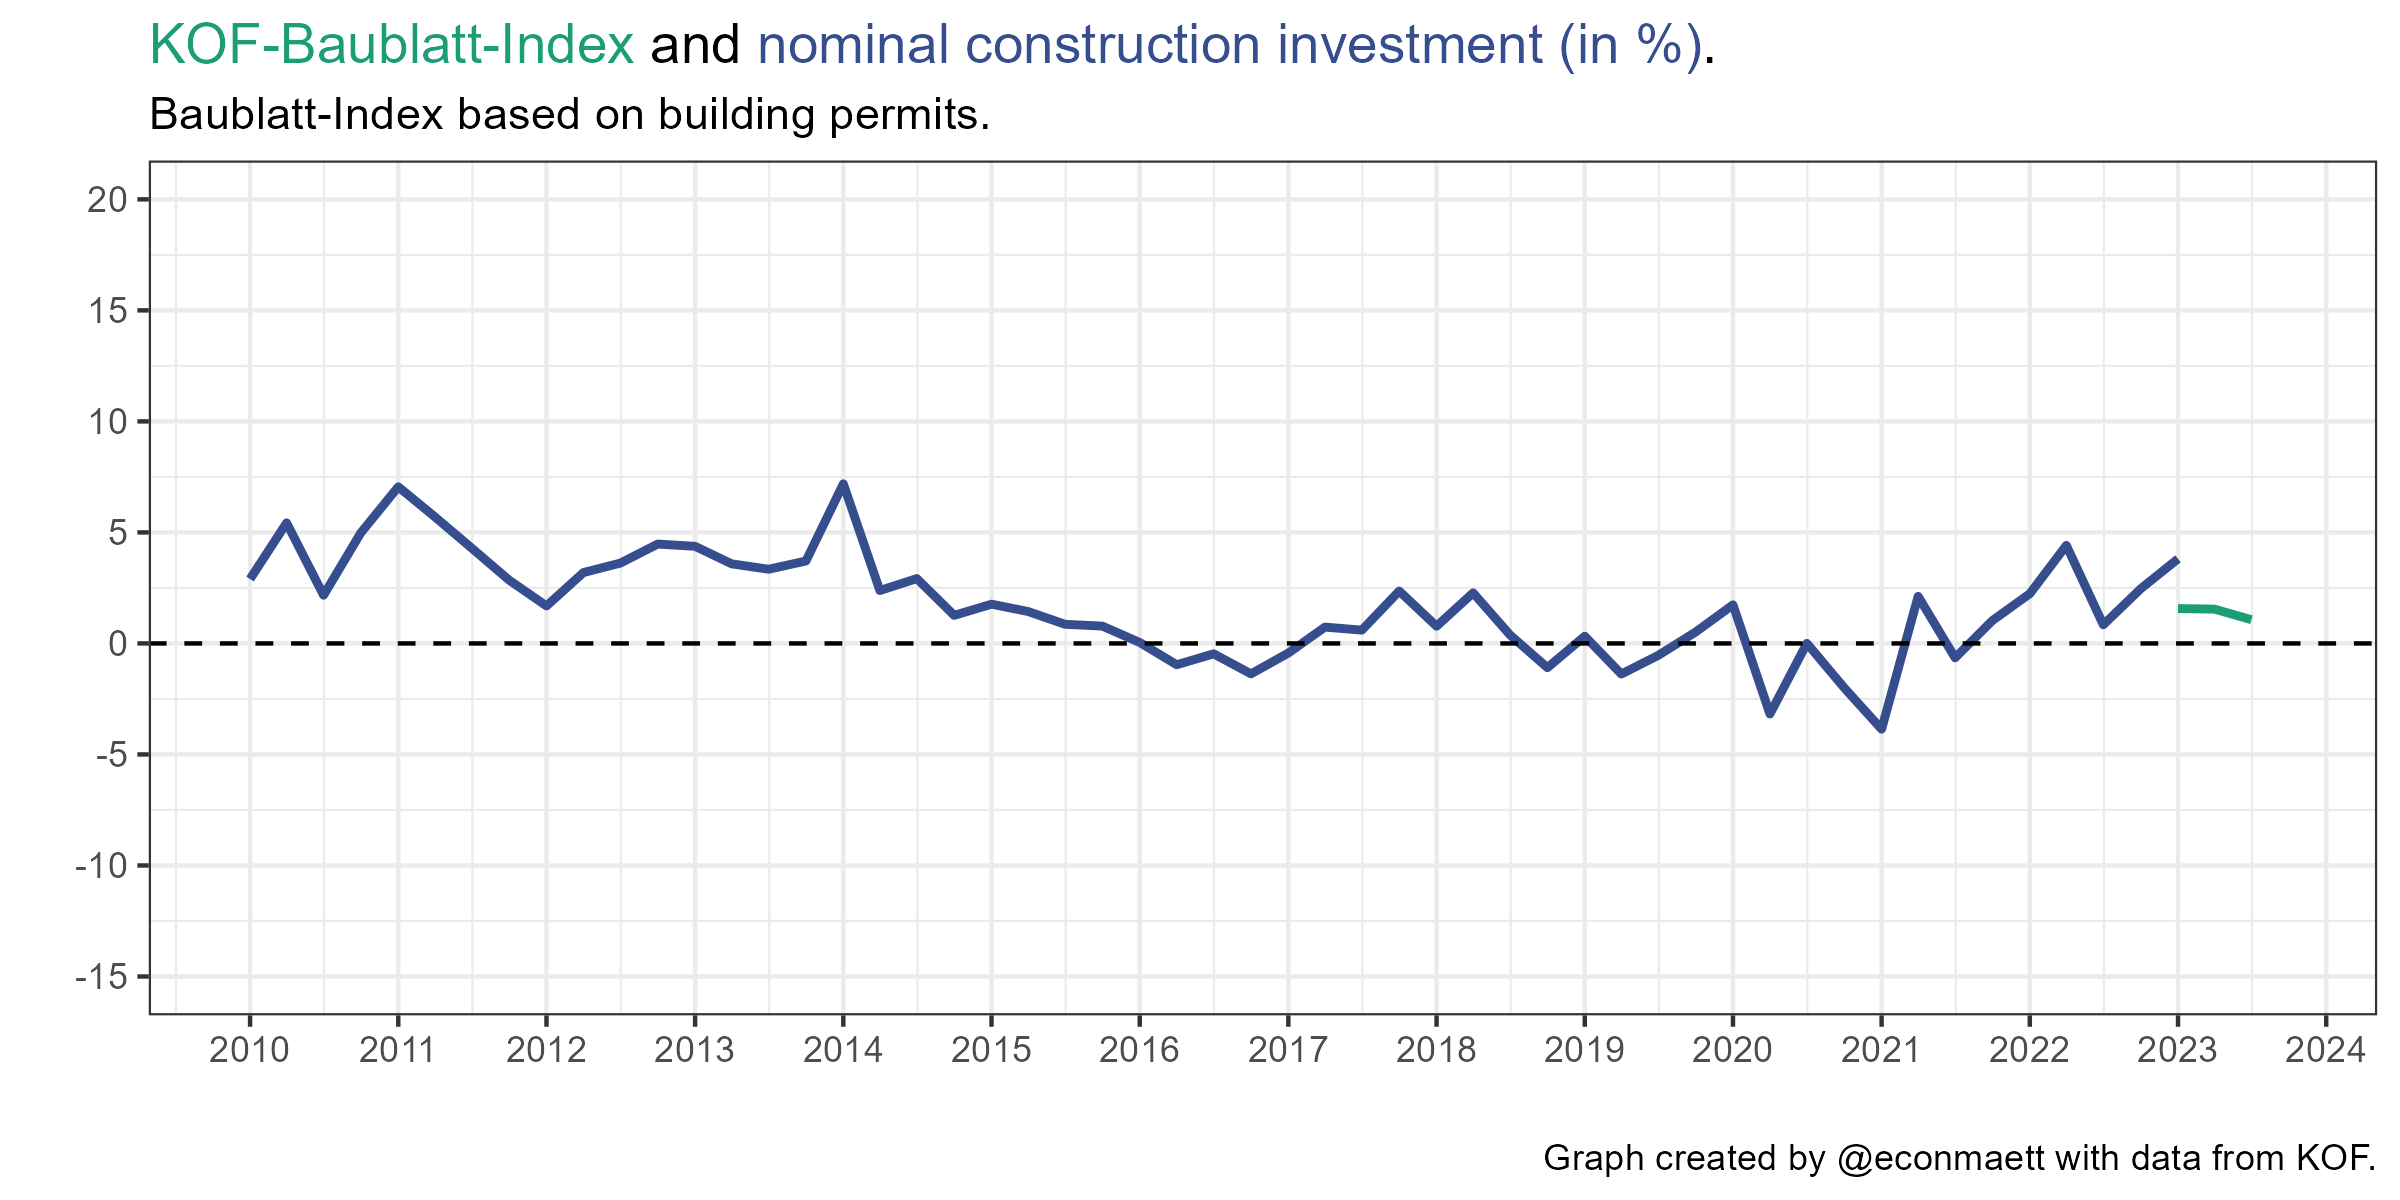 KOF-Baublatt-Index and nominal construction investment (in %).
Baublatt-Index based on building permits.
20
15
10
5
0
-5
-10
-15
2010 2011 2012 2013 2014 2015 2016 2017 2018 2019 2020 2021 2022 2023 2024
Graph created by @econmaett with data from KOF.